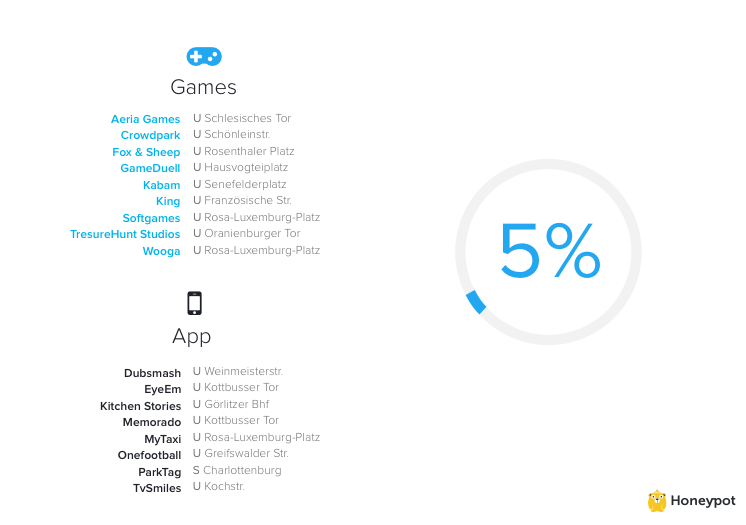 Games
Aeria Games U Schlesisches Tor
Crowdpark U Schönleinstr.
Fox & Sheep U Rosenthaler Platz
GameDuell U Hausvogteiplatz
Kabam U Senefelderplatz
King U Französische Str.
Softgames U Rosa-Luxemburg-Platz
TresureHunt Studios U Oranienburger Tor
Wooga U Rosa-Luxemburg-Platz
5%
App
Dubsmash U Weinmeisterstr.
EyeEm U Kottbusser Tor
Kitchen Stories U Görlitzer Bhf
Memorado U Kottbusser Tor
MyTaxi U Rosa-Luxemburg-Platz
Onefootball U Greifswalder Str.
ParkTag S Charlottenburg
TvSmiles U Kochstr.
Honeypot